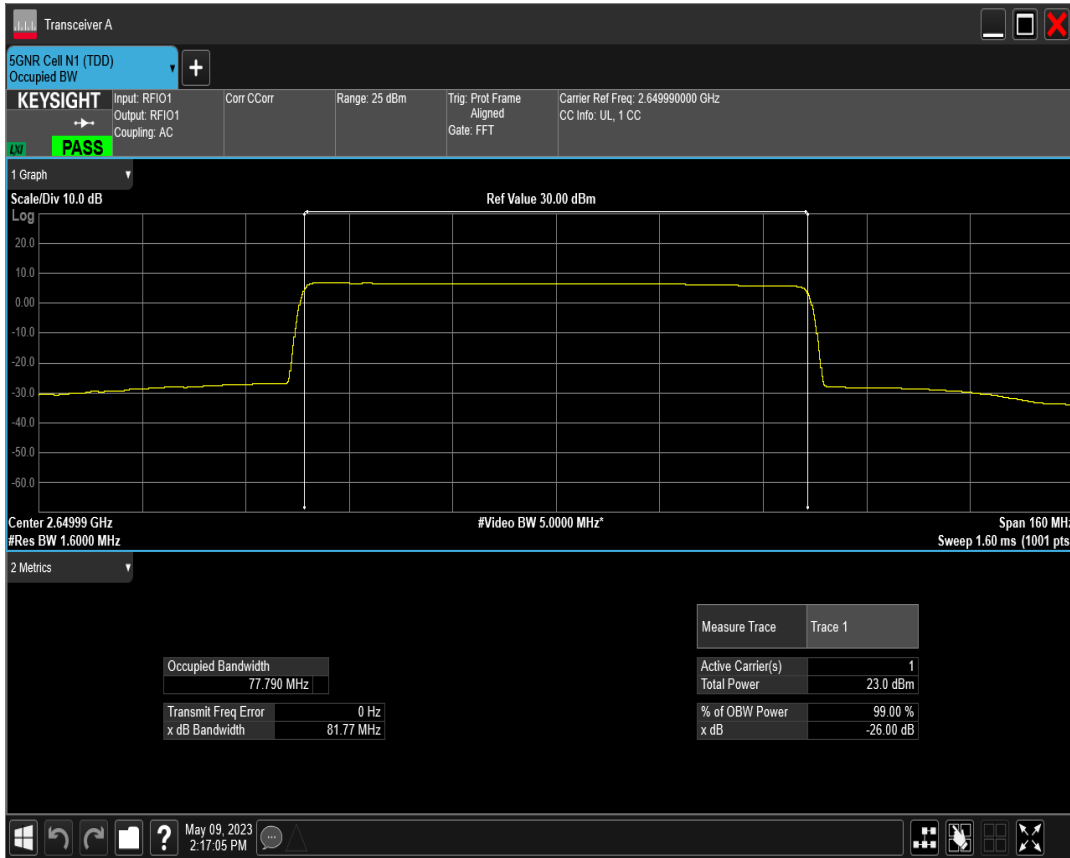 Transceiver A
5GNR Cell N1 (TDD)
Occupied BW
+
KEYSIGHT
LXI
PASS
Input: RFIO1
Output: RFIO1
Coupling: AC
Corr CCorr
Range: 25 dBm
Trig: Prot Frame
Aligned
Gate: FFT
Carrier Ref Freq: 2.649990000 GHz
CC Info: UL, 1 CC
1 Graph
Scale/Div 10.0 dB
Ref Value 30.00 dBm
Log
20.0
10.0
0.00
-10.0
-20.0
-30.0
-40.0
-50.0
-60.0
Center 2.64999 GHz
#Video BW 5.0000 MHz*
Span 160 MHz
#Res BW 1.6000 MHz
Sweep 1.60 ms (1001 pts
2 Metrics
Measure Trace Trace 1
Occupied Bandwidth
77.790 MHz
Active Carrier(s) 1
Total Power 23.0 dBm
Transmit Freq Error 0 Hz
x dB Bandwidth 81.77 MHz
% of OBW Power 99.00 %
x dB -26.00 dB
?
May 09, 2023
2:17:05 PM